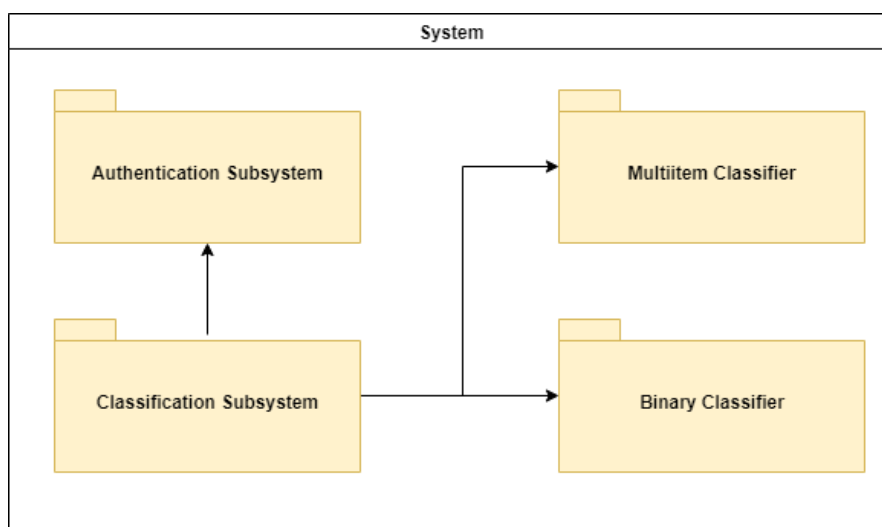 System
Authentication Subsystem
Multiitem Classifier
Classification Subsystem
Binary Classifier